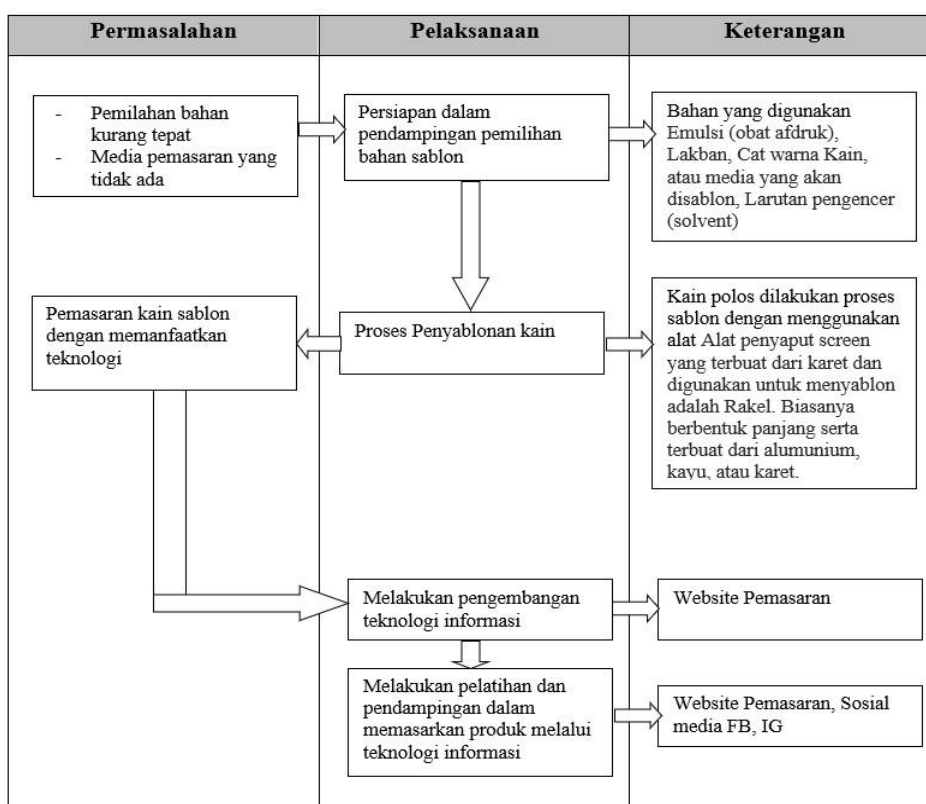 Permasalahan
Pelaksanaan
Keterangan
- Pemilahan bahan
kurang tepat
- Media pemasaran yang
tidak ada
Persiapan dalam
pendampingan pemilihan
bahan sablon
Bahan yang digunakan
Emulsi (obat afdruk),
Lakban, Cat warna Kain,
atau media yang akan
disablon, Larutan pengencer
(solvent)
Pemasaran kain sablon
dengan memanfaatkan
teknologi
Proses Penyablonan kain
Kain polos dilakukan proses
sablon dengan menggunakan
alat Alat penyaput screen
yang terbuat dari karet dan
digunakan untuk menyablon
adalah Rakel. Biasanya
berbentuk panjang serta
terbuat dari alumunium,
kayu, atau karet.
Melakukan pengembangan
teknologi informasi
Website Pemasaran
Melakukan pelatihan dan
pendampingan dalam
memasarkan produk melalui
teknologi informasi
Website Pemasaran, Sosial
media FB, IG